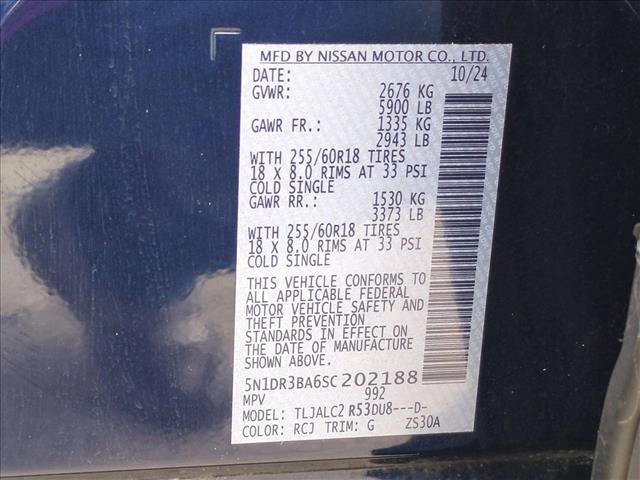 MFD BY NISSAN MOTOR CO., LTD.
DATE: 10/24
GVWR: 2676 KG
5900 LB
GAWR FR.: 1335 KG
2943 LB
WITH 255/60R18 TIRES
18 X 8.0 RIMS AT 33 PSI
COLD SINGLE
GAWR RR.: 1530 KG
3373 LB
WITH 255/60R18 TIRES
18 X 8.0 RIMS AT 33 PSI
COLD SINGLE
THIS VEHICLE CONFORMS TO
ALL APPLICABLE FEDERAL
MOTOR VEHICLE SAFETY AND
THEFT PREVENTION
STANDARDS IN EFFECT ON
THE DATE OF MANUFACTURE
SHOWN ABOVE.
5N1DR3BA6SC202188
MPV 992
MODEL: TLJALC2 R53DU8---D-
COLOR: RCJ TRIM: G ZS30A